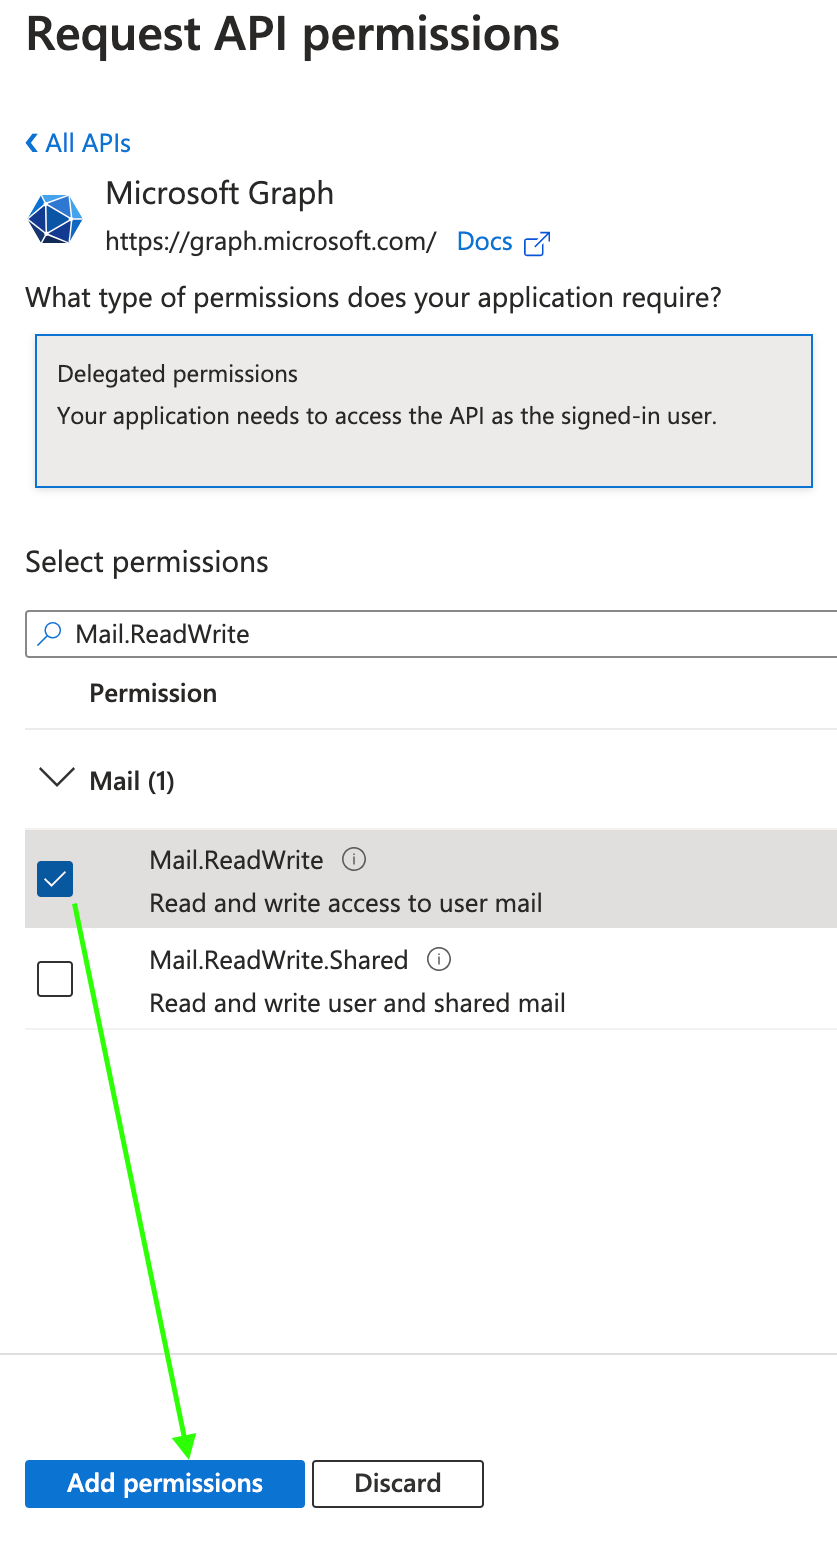 Request API permissions
All APIs
Microsoft Graph
https://graph.microsoft.com/ Docs
What type of permissions does your application require?
Delegated permissions
Your application needs to access the API as the signed-in user.
Select permissions
Mail.ReadWrite
Permission
Mail (1)
Mail.ReadWrite
Read and write access to user mail
Mail.ReadWrite.Shared
Read and write user and shared mail
Add permissions Discard